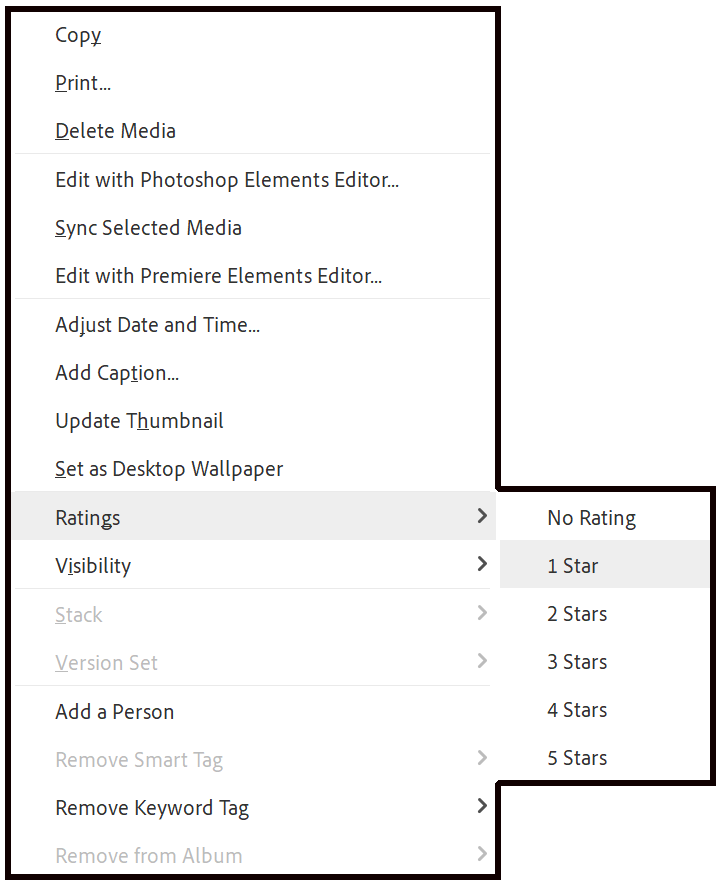 Copy
Print...
Delete Media
Edit with Photoshop Elements Editor...
Sync Selected Media
Edit with Premiere Elements Editor...
Adjust Date and Time...
Add Caption...
Update Thumbnail
Set as Desktop Wallpaper
Ratings
Visibility
Stack
Version Set
Add a Person
Remove Smart Tag
Remove Keyword Tag
Remove from Album
No Rating
1 Star
2 Stars
3 Stars
4 Stars
5 Stars